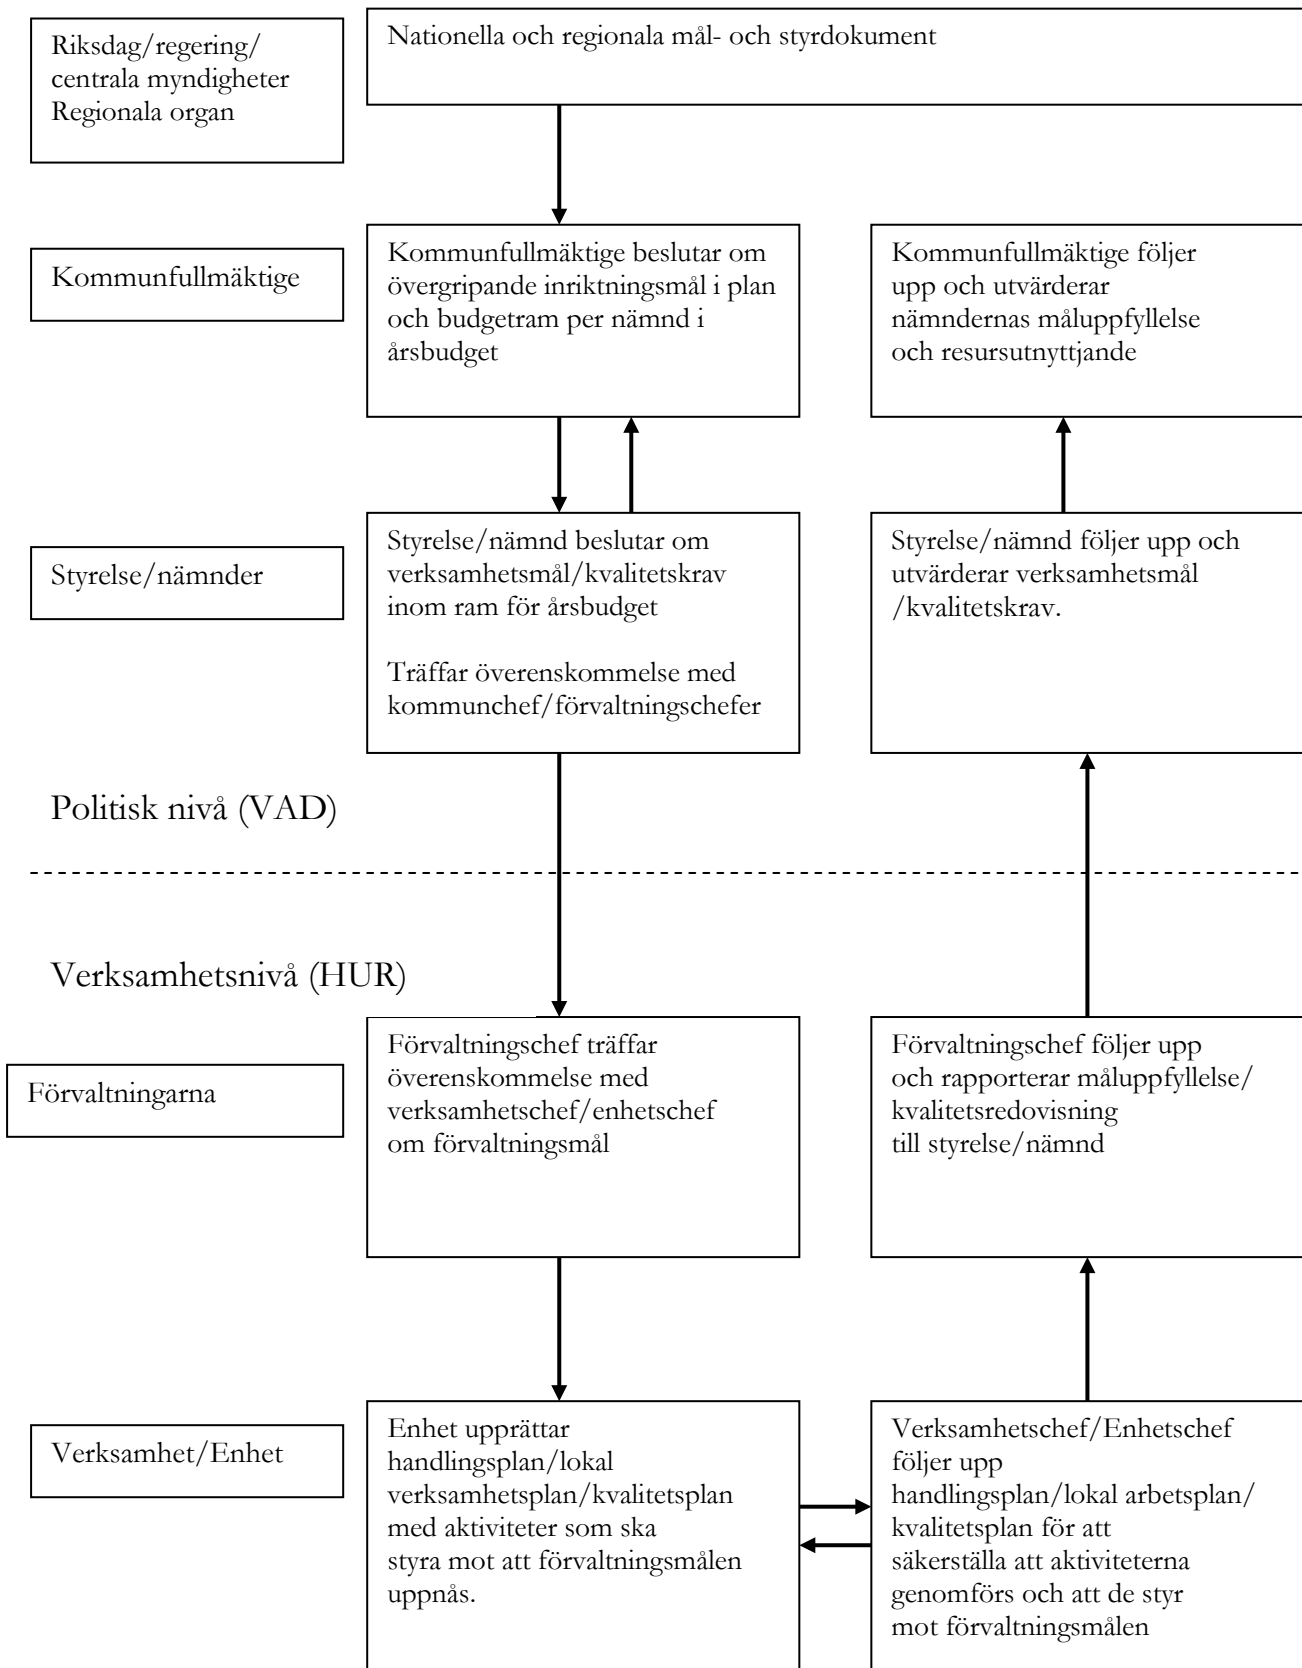 Riksdag/regering/
centrala myndigheter
Regionala organ
Nationella och regionala mål- och styrdokument
Kommunfullmäktige
Kommunfullmäktige beslutar om
övergripande inriktningsmål i plan
och budgetram per nämnd i
årsbudget
Kommunfullmäktige följer
upp och utvärderar
nämndernas måluppfyllelse
och resursutnyttjande
Styrelse/nämnder
Styrelse/nämnd beslutar om
verksamhetsmål/kvalitetskrav
inom ram för årsbudget
Träffar överenskommelse med
kommunchef/förvaltningschefer
Styrelse/nämnd följer upp och
utvärderar verksamhetsmål
/kvalitetskrav.
Politisk nivå (VAD)
Verksamhetsnivå (HUR)
Förvaltningarna
Förvaltningschef träffar
överenskommelse med
verksamhetschef/enhetschef
om förvaltningsmål
Förvaltningschef följer upp
och rapporterar måluppfyllelse/
kvalitetsredovisning
till styrelse/nämnd
Verksamhet/Enhet
Enhet upprättar
handlingsplan/lokal
verksamhetsplan/kvalitetsplan
med aktiviteter som ska
styra mot att förvaltningsmålen
uppnås.
Verksamhetschef/Enhetschef
följer upp
handlingsplan/lokal arbetsplan/
kvalitetsplan för att
säkerställa att aktiviteterna
genomförs och att de styr
mot förvaltningsmålen